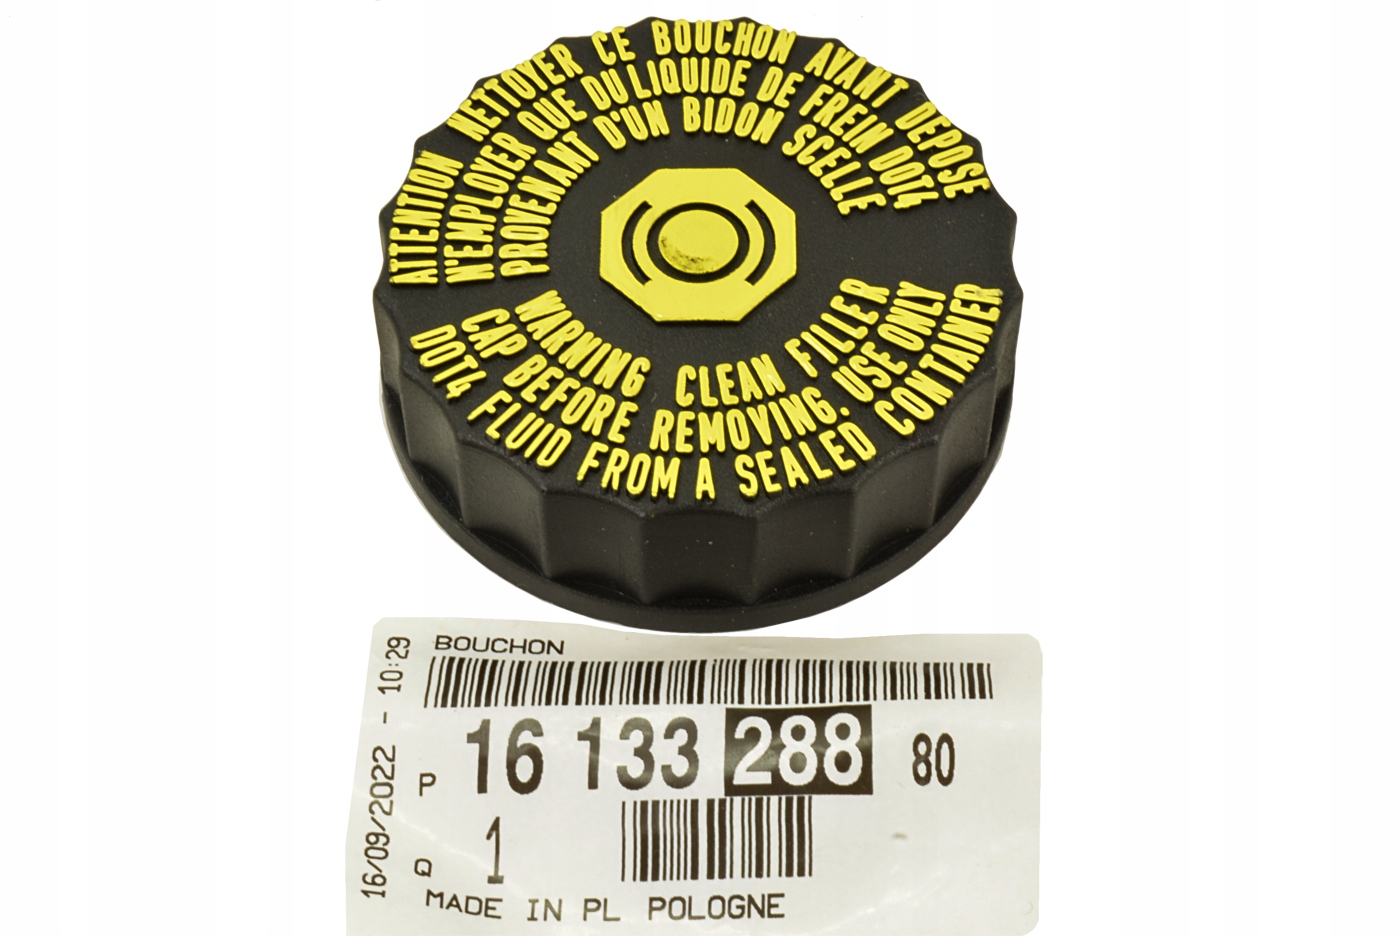 ATTENTION NETTOYER CE BOUCHON AVANT DEPOSE
N'EMPLOYER QUE DU LIQUIDE DE FREIN DOT4
PROVENANT D'UN BIDON SCELLE
WARNING CLEAN FILLER
CAP BEFORE REMOVING. USE ONLY
DOT4 FLUID FROM A SEALED CONTAINER
16/09/2022 - 10:29
BOUCHON
P 16 133 288 80
Q 1
MADE IN PL POLOGNE